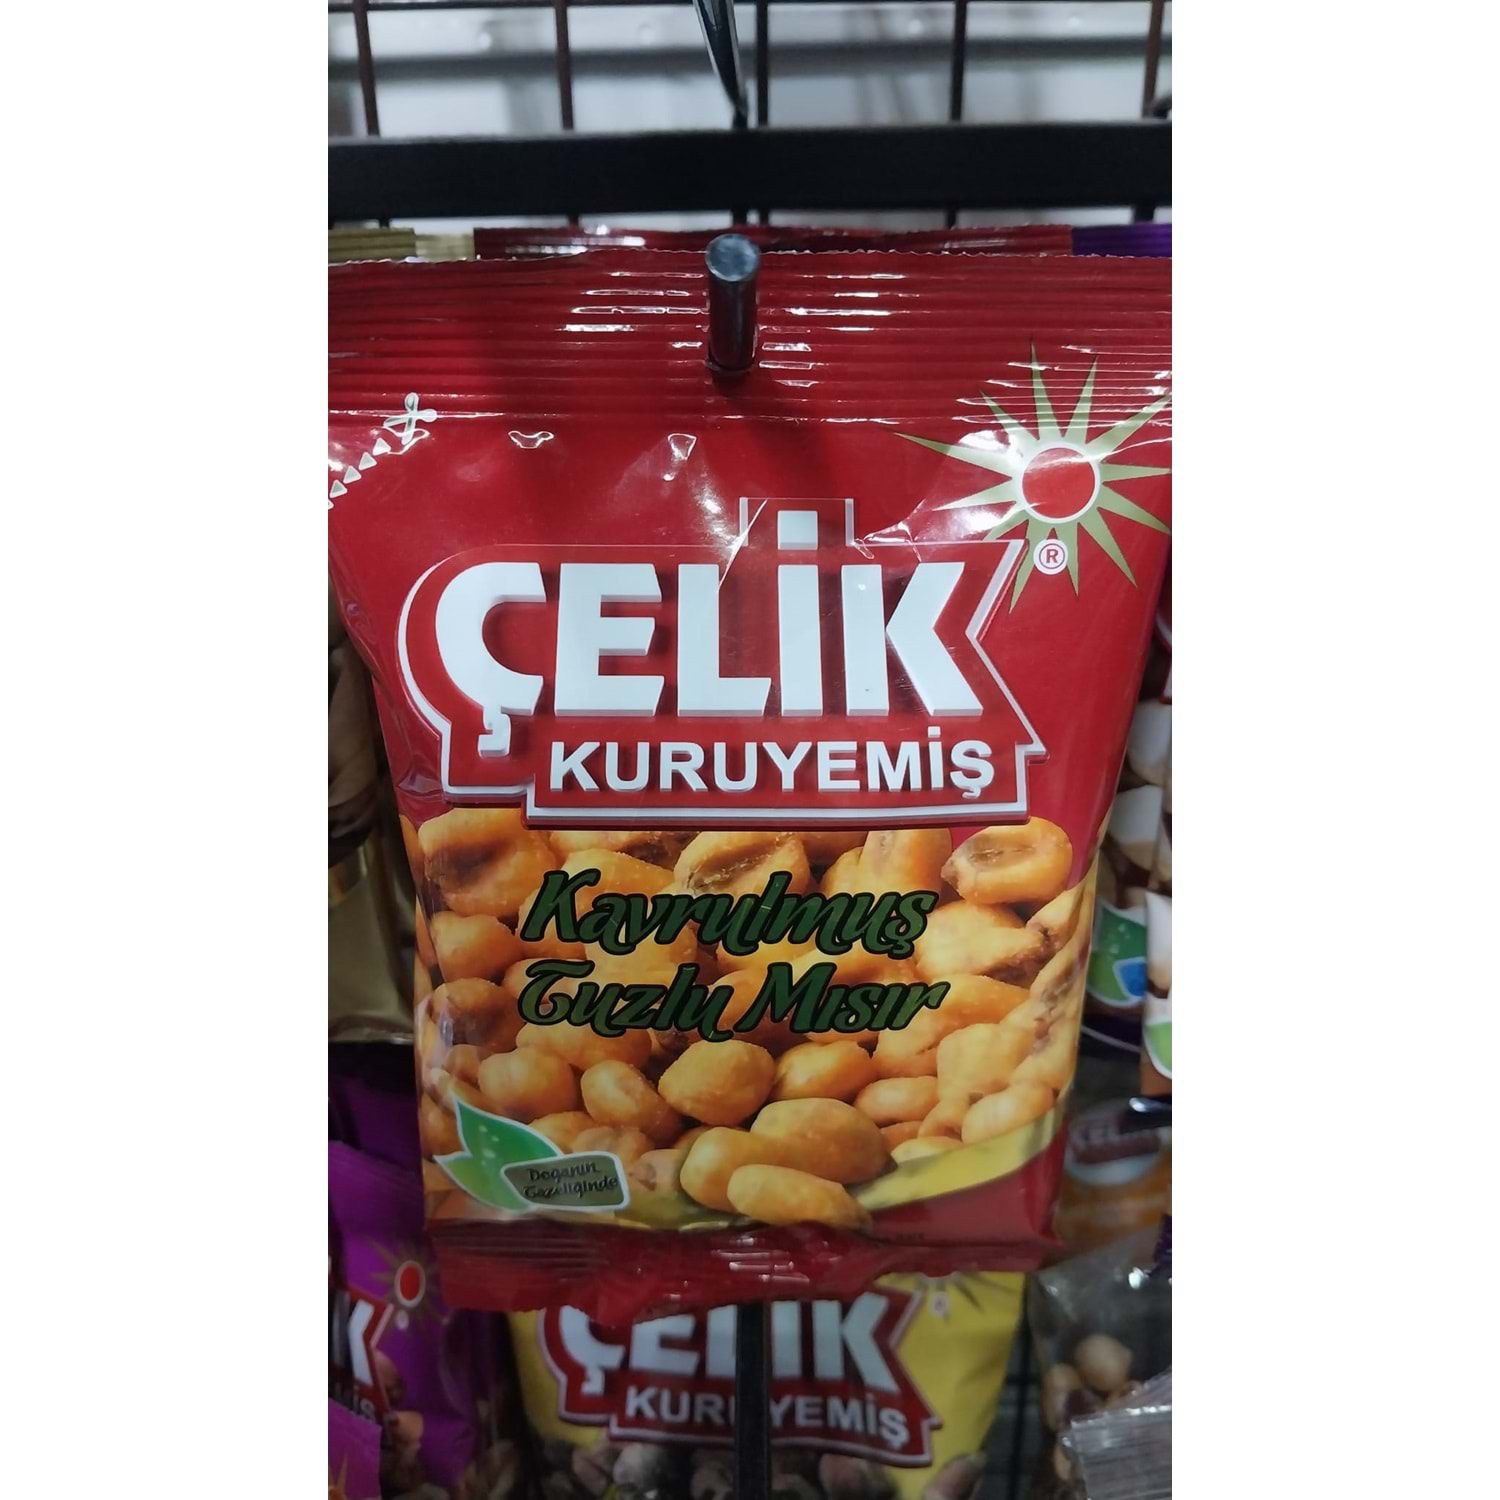 ÇELİK
®
KURUYEMİŞ
Kavrulmuş
Tuzlu Mısır
Doğanın
Tazeliğinde
ÇELİK
KURUYEMİŞ